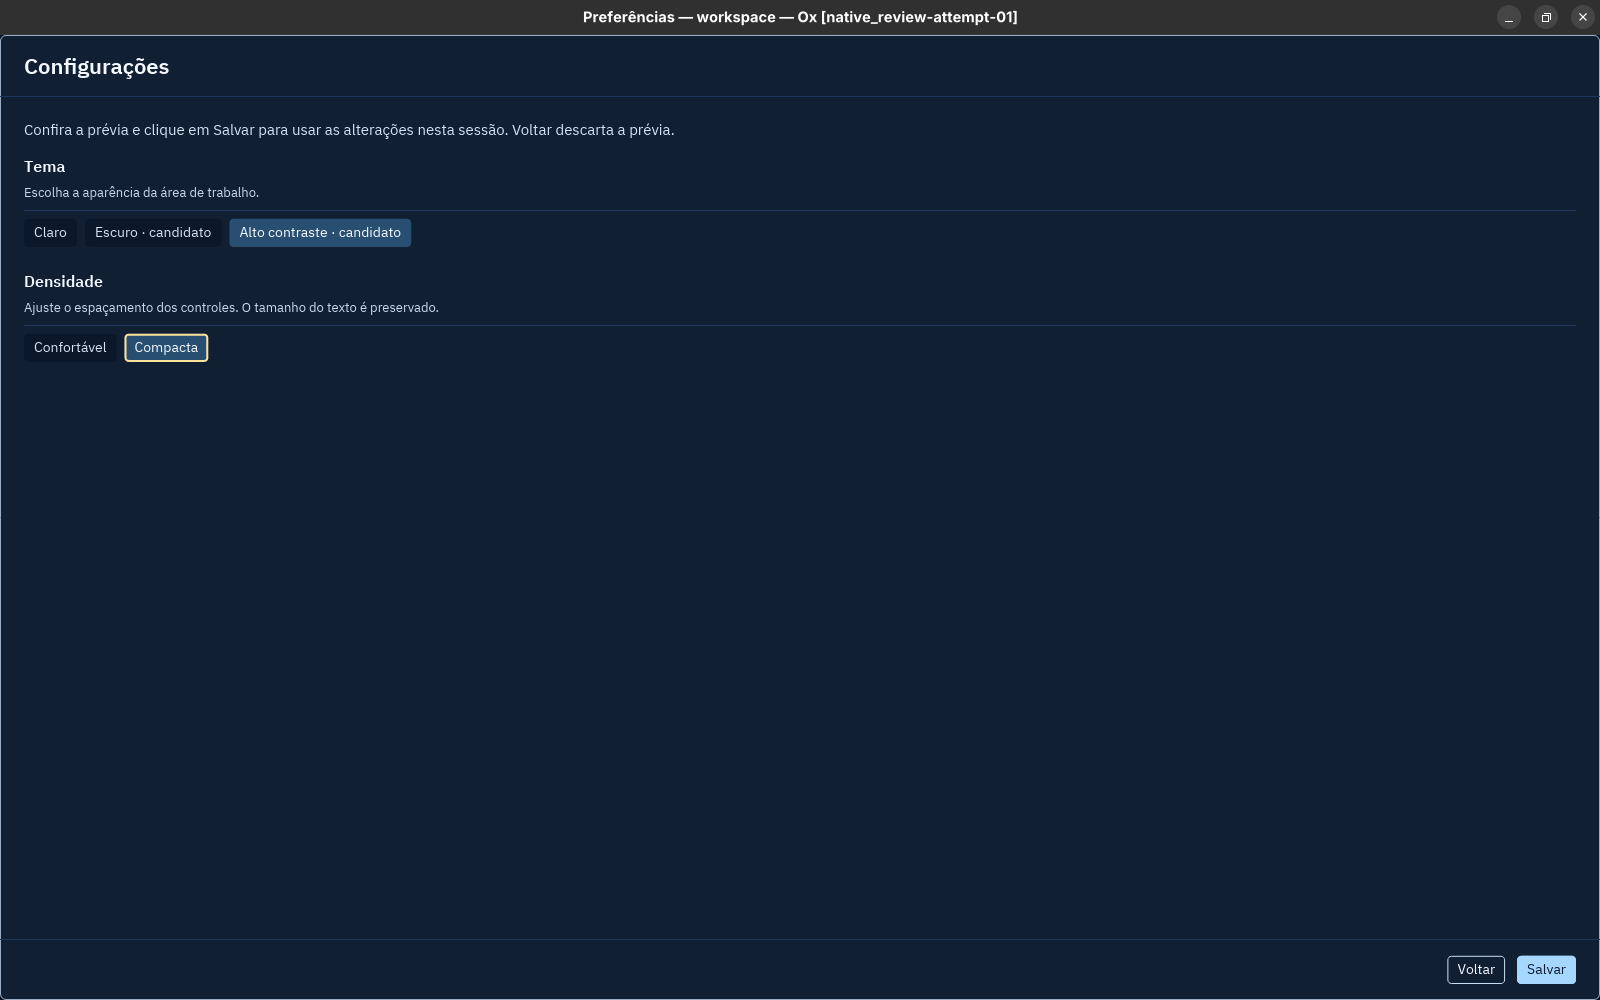 Preferências — workspace — Ox [native_review-attempt-01]
Configurações
Confira a prévia e clique em Salvar para usar as alterações nesta sessão. Voltar descarta a prévia.
Tema
Escolha a aparência da área de trabalho.
Claro
Escuro · candidato
Alto contraste · candidato
Densidade
Ajuste o espaçamento dos controles. O tamanho do texto é preservado.
Confortável
Compacta
Voltar
Salvar